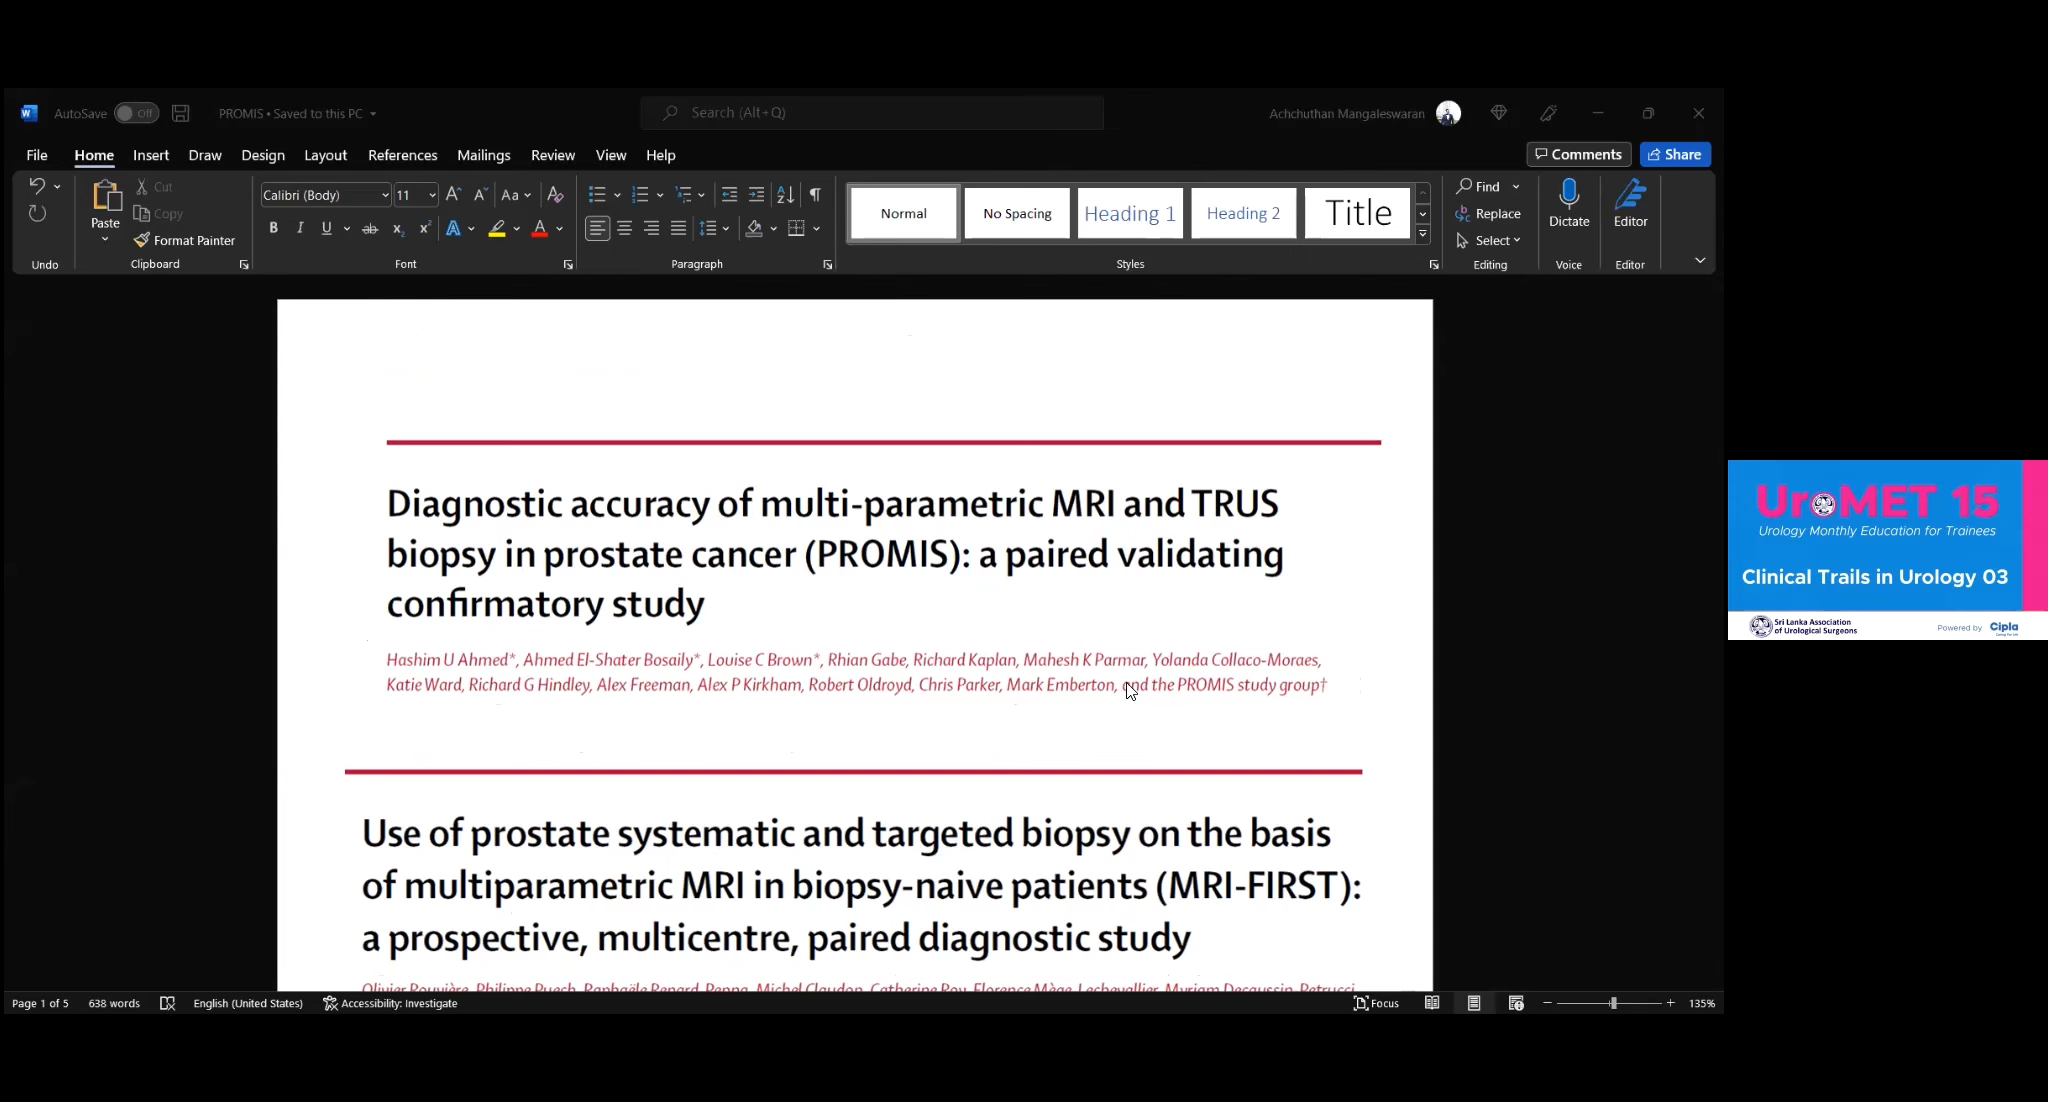 AutoSave Off PROMIS • Saved to this PC Search (Alt+Q) Achchuthan Mangaleswaran
File Home Insert Draw Design Layout References Mailings Review View Help Comments Share
Paste Cut Copy Format Painter
Calibri (Body) 11 Aa
B I U ab x₂ x² A A
Normal No Spacing Heading 1 Heading 2 Title
Find Replace Select
Dictate Editor
Undo Clipboard Font Paragraph Styles Editing Voice Editor
Diagnostic accuracy of multi-parametric MRI and TRUS
biopsy in prostate cancer (PROMIS): a paired validating
confirmatory study
Hashim U Ahmed*, Ahmed El-Shater Bosaily*, Louise C Brown*, Rhian Gabe, Richard Kaplan, Mahesh K Parmar, Yolanda Collaco-Moraes,
Katie Ward, Richard G Hindley, Alex Freeman, Alex P Kirkham, Robert Oldroyd, Chris Parker, Mark Emberton, and the PROMIS study group†
Use of prostate systematic and targeted biopsy on the basis
of multiparametric MRI in biopsy-naive patients (MRI-FIRST):
a prospective, multicentre, paired diagnostic study
Page 1 of 5 638 words English (United States) Accessibility: Investigate Focus 135%
UroMET 15
Urology Monthly Education for Trainees
Clinical Trails in Urology 03
Sri Lanka Association
of Urological Surgeons
Powered by Cipla